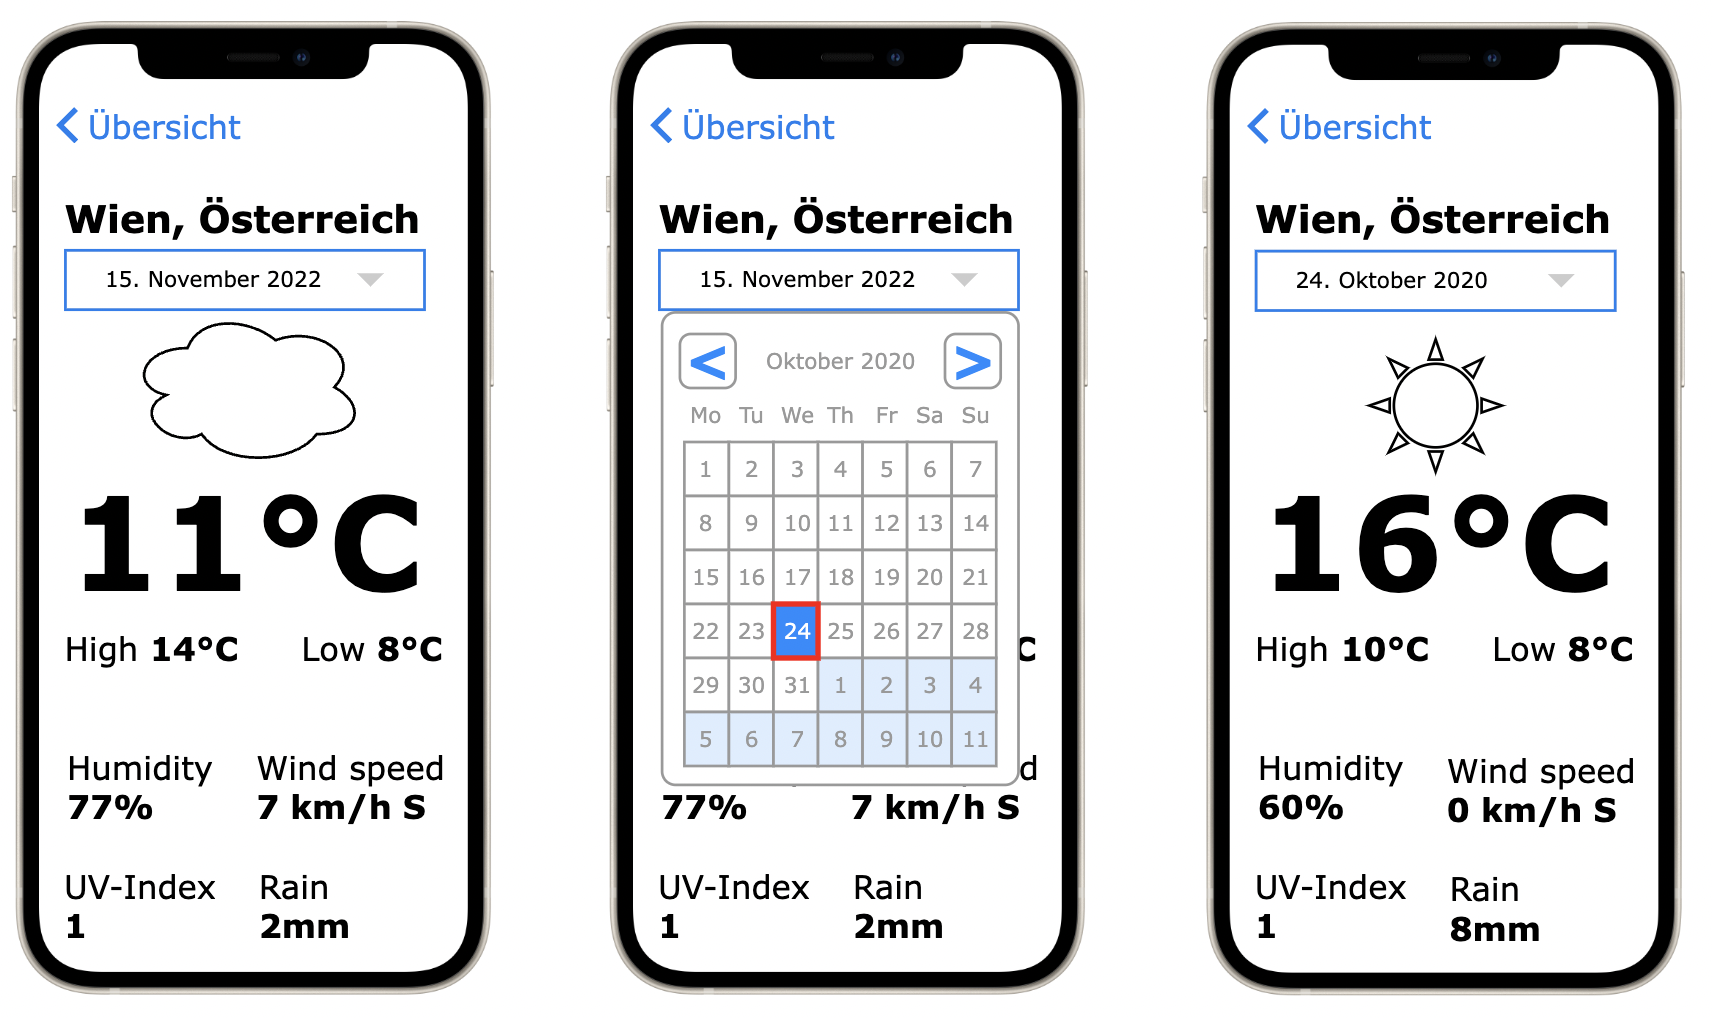 Übersicht
Wien, Österreich
15. November 2022
11°C
High 14°C Low 8°C
Humidity Wind speed
77% 7 km/h S
UV-Index Rain
1 2mm
Übersicht
Wien, Österreich
15. November 2022
< Oktober 2020 >
Mo Tu We Th Fr Sa Su
1 2 3 4 5 6 7
8 9 10 11 12 13 14
15 16 17 18 19 20 21
22 23 24 25 26 27 28
29 30 31 1 2 3 4
5 6 7 8 9 10 11
C
d
77% 7 km/h S
UV-Index Rain
1 2mm
Übersicht
Wien, Österreich
24. Oktober 2020
16°C
High 10°C Low 8°C
Humidity Wind speed
60% 0 km/h S
UV-Index Rain
1 8mm